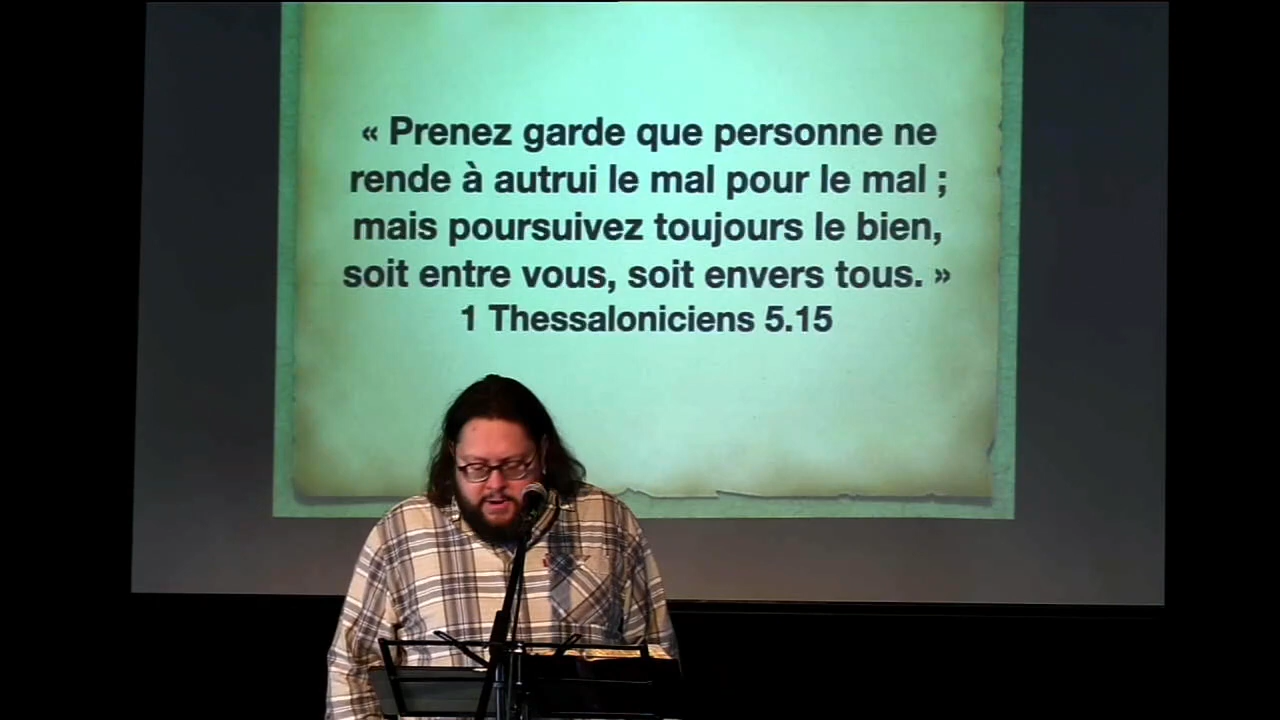 « Prenez garde que personne ne
rende à autrui le mal pour le mal ;
mais poursuivez toujours le bien,
soit entre vous, soit envers tous. »
1 Thessaloniciens 5.15